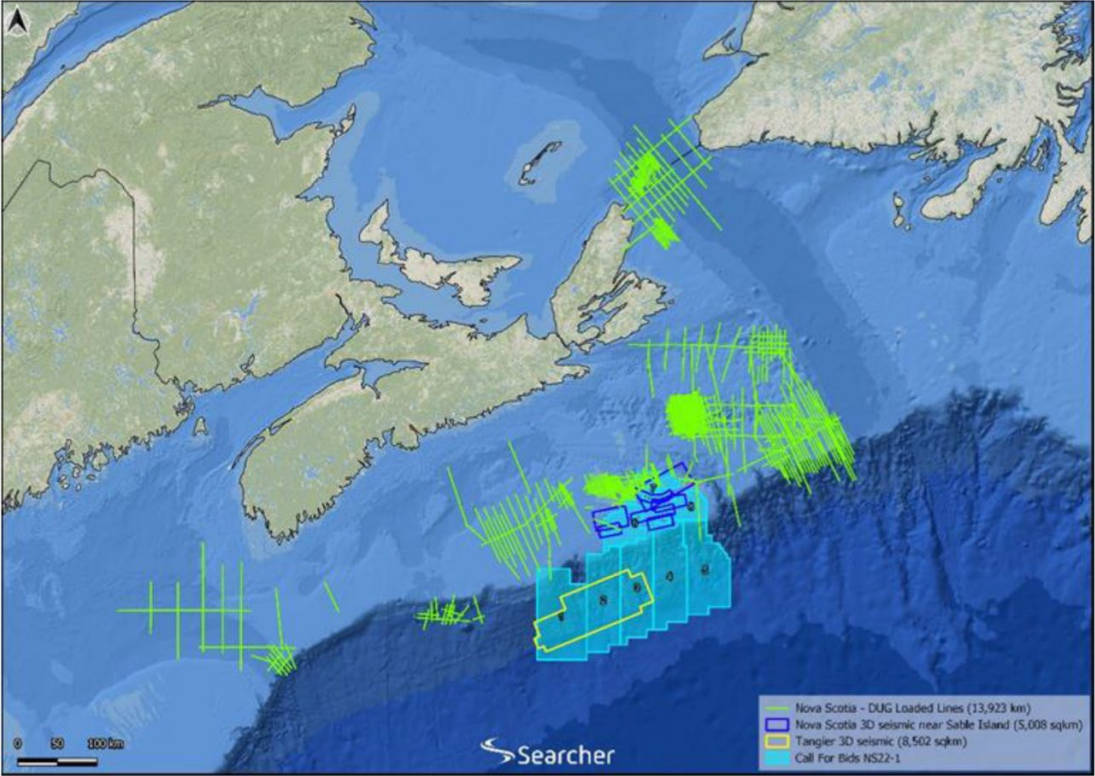 0 50 100 km
Searcher
Nova Scotia - DUG Loaded Lines (13,923 km)
Nova Scotia 3D seismic near Sable Island (5,008 sqkm)
Tangier 3D seismic (8,502 sqkm)
Call For Bids NS22-1